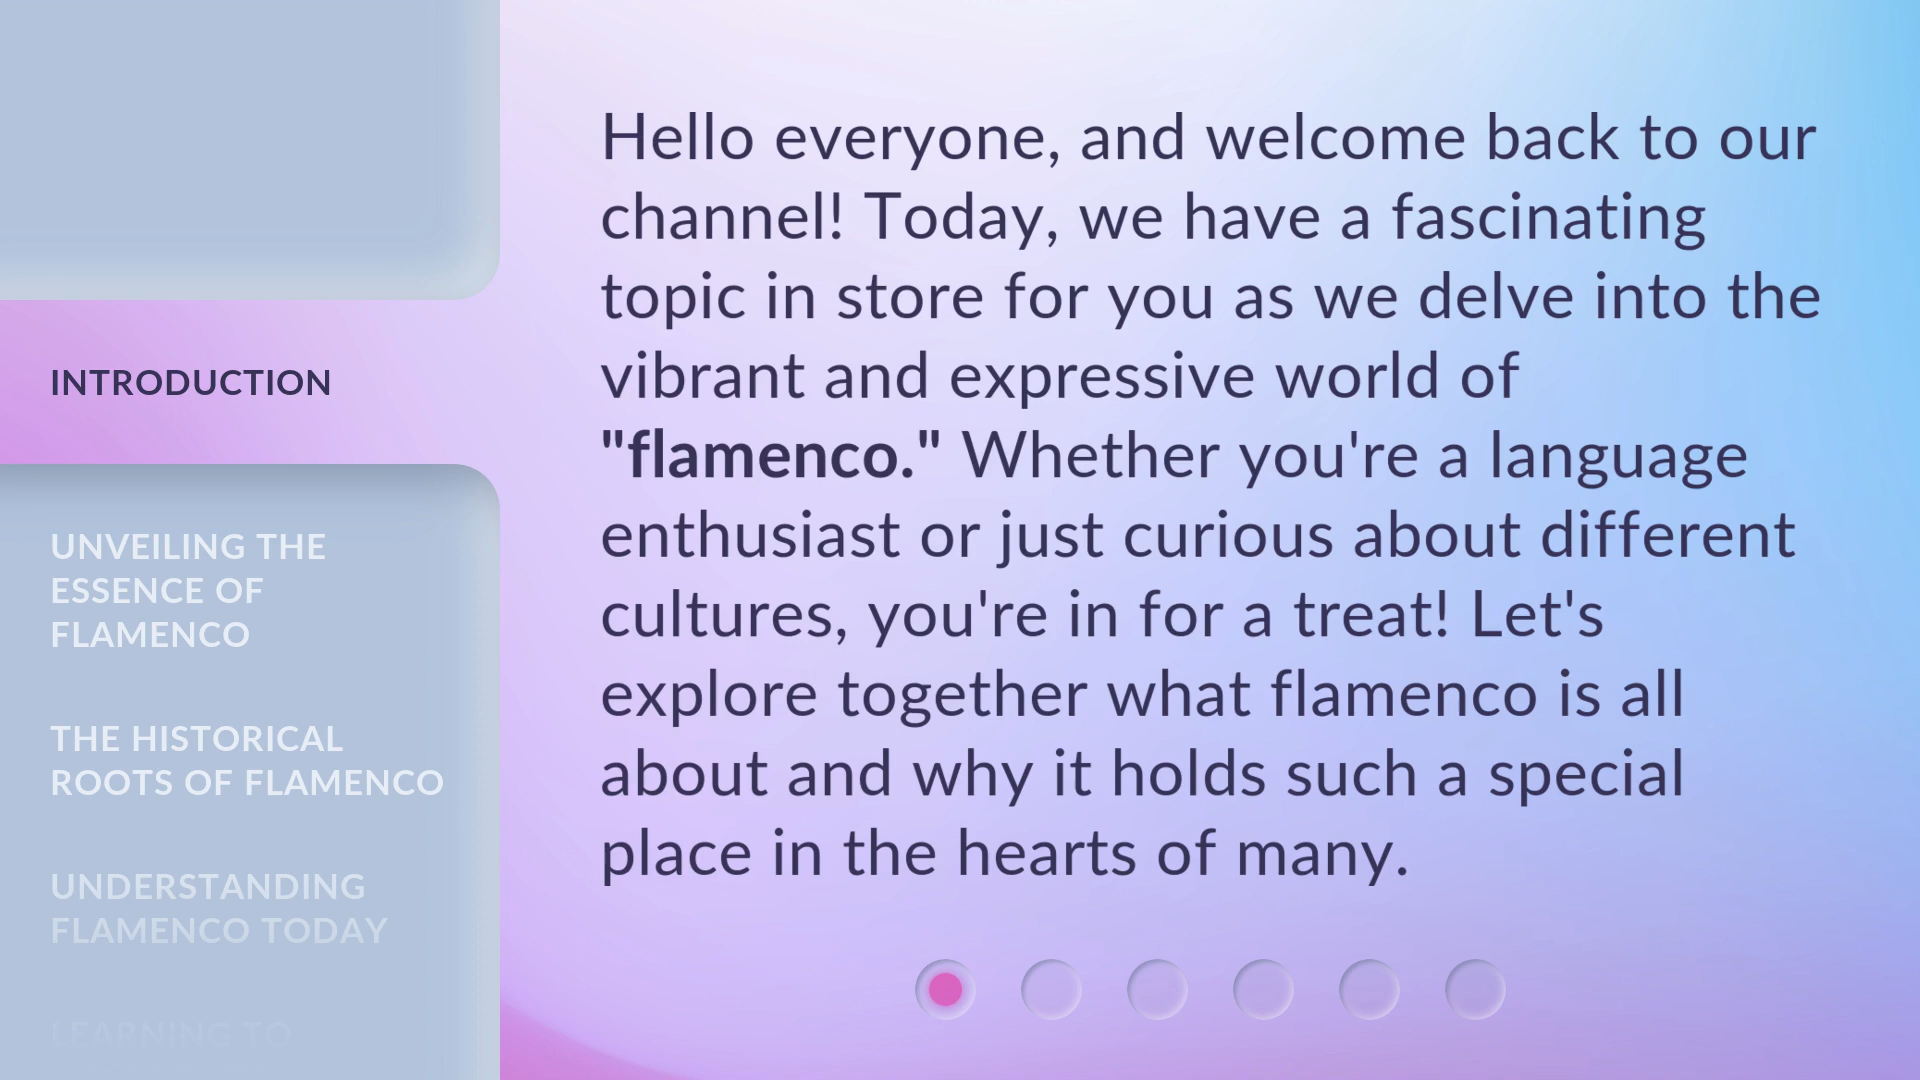 INTRODUCTION
UNVEILING THE
ESSENCE OF
FLAMENCO
THE HISTORICAL
ROOTS OF FLAMENCO
UNDERSTANDING
FLAMENCO TODAY
LEARNING TO
Hello everyone, and welcome back to our
channel! Today, we have a fascinating
topic in store for you as we delve into the
vibrant and expressive world of
"flamenco." Whether you're a language
enthusiast or just curious about different
cultures, you're in for a treat! Let's
explore together what flamenco is all
about and why it holds such a special
place in the hearts of many.